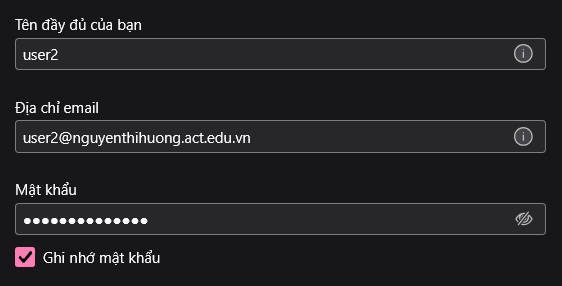 Tên đầy đủ của bạn
user2
Địa chỉ email
user2@nguyenthihuong.act.edu.vn
Mật khẩu
●●●●●●●●●●●●●●
Ghi nhớ mật khẩu